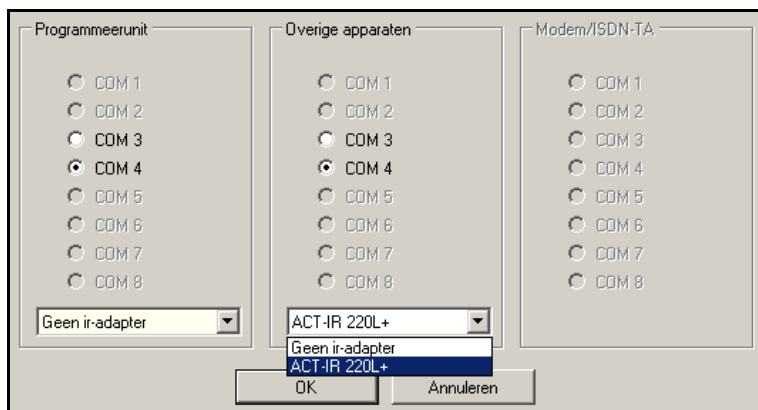 Programmeerunit
COM 1
COM 2
COM 3
COM 4
COM 5
COM 6
COM 7
COM 8
Geen ir-adapter
Overige apparaten
COM 1
COM 2
COM 3
COM 4
COM 5
COM 6
COM 7
COM 8
ACT-IR 220L+
Geen ir-adapter
ACT-IR 220L+
Modem/ISDN-TA
COM 1
COM 2
COM 3
COM 4
COM 5
COM 6
COM 7
COM 8
OK
Annuleren